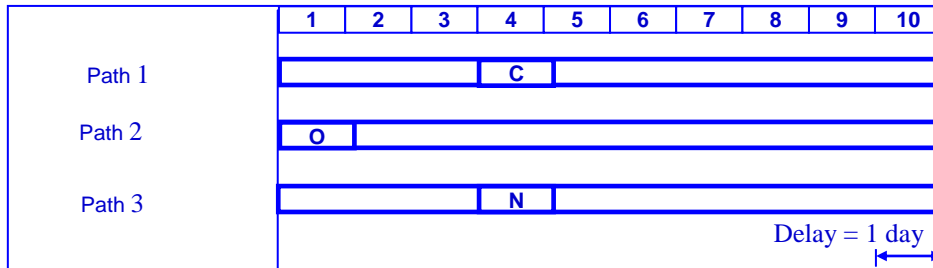 1 2 3 4 5 6 7 8 9 10
Path 1 C
Path 2 O
Path 3 N
Delay = 1 day